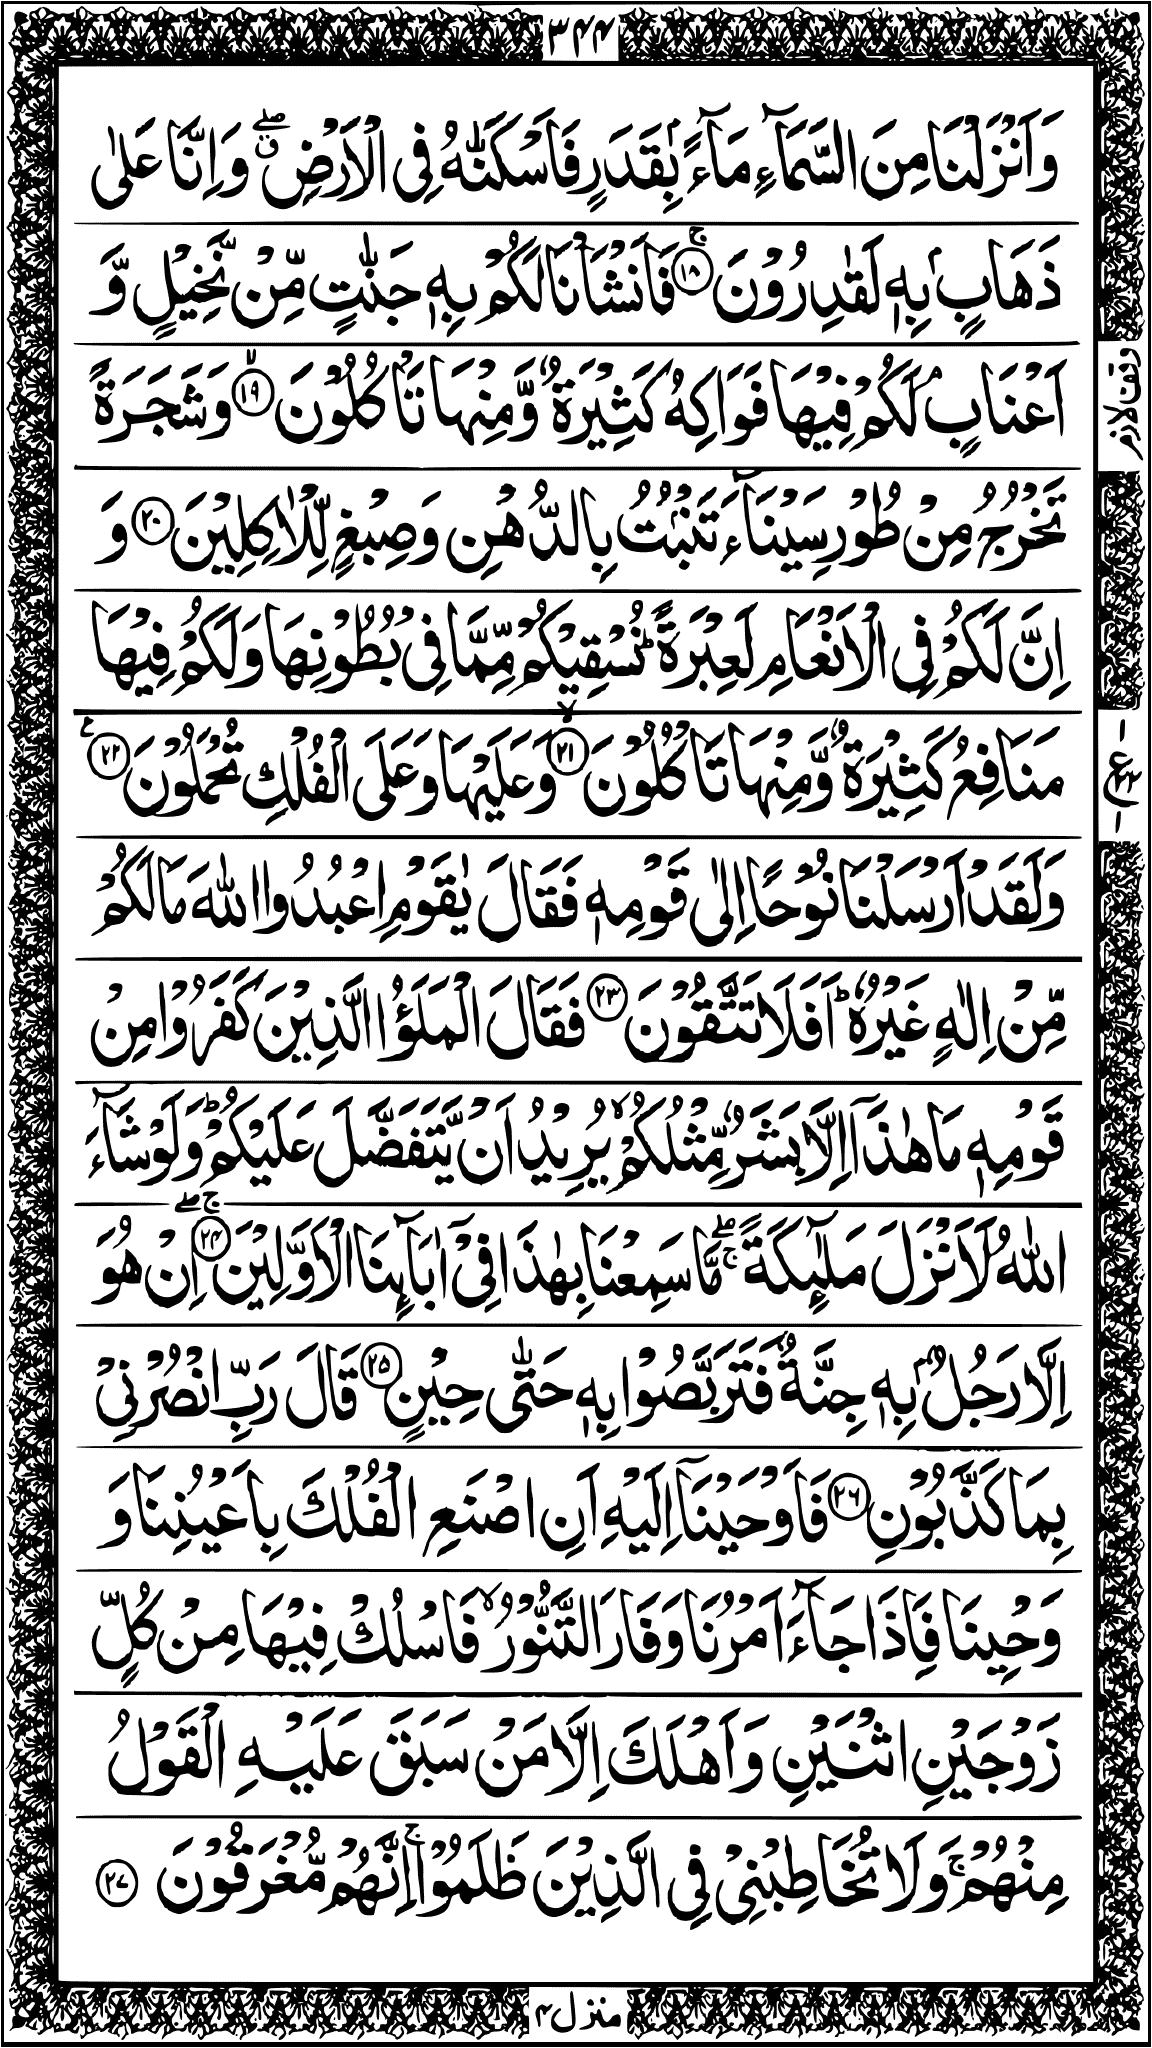 ۳۴۴
وَاَنْزَلْنَا مِنَ السَّمَآءِ مَآءًۢ بِقَدَرٍ فَاَسْكَنّٰهُ فِی الْاَرْضِ ۖۗ وَاِنَّا عَلٰی
ذَهَابٍۭ بِهٖ لَقٰدِرُوْنَ ۚ﴿۱۸﴾ فَاَنْشَاْنَا لَكُمْ بِهٖ جَنّٰتٍ مِّنْ نَّخِیْلٍ وَّ
اَعْنَابٍ ۘ لَكُمْ فِیْهَا فَوَاكِهُ كَثِیْرَةٌ وَّمِنْهَا تَاْكُلُوْنَ ۙ﴿۱۹﴾ وَشَجَرَةً
تَخْرُجُ مِنْ طُوْرِ سَیْنَآءَ تَنْۢبُتُ بِالدُّهْنِ وَصِبْغٍ لِّلْاٰكِلِیْنَ ﴿۲۰﴾ وَ
اِنَّ لَكُمْ فِی الْاَنْعَامِ لَعِبْرَةً ؕ نُسْقِیْكُمْ مِّمَّا فِیْ بُطُوْنِهَا وَلَكُمْ فِیْهَا
مَنَافِعُ كَثِیْرَةٌ وَّمِنْهَا تَاْكُلُوْنَ ۙ﴿۲۱﴾ وَعَلَیْهَا وَعَلَی الْفُلْكِ تُحْمَلُوْنَ ﴿۲۲﴾ ع
وَلَقَدْ اَرْسَلْنَا نُوْحًا اِلٰی قَوْمِهٖ فَقَالَ یٰقَوْمِ اعْبُدُوا اللّٰهَ مَا لَكُمْ
مِّنْ اِلٰهٍ غَیْرُهٗ ؕ اَفَلَا تَتَّقُوْنَ ﴿۲۳﴾ فَقَالَ الْمَلَؤُا الَّذِیْنَ كَفَرُوْا مِنْ
قَوْمِهٖ مَا هٰذَاۤ اِلَّا بَشَرٌ مِّثْلُكُمْ ۙ یُرِیْدُ اَنْ یَّتَفَضَّلَ عَلَیْكُمْ ؕ وَلَوْ شَآءَ
اللّٰهُ لَاَنْزَلَ مَلٰٓئِكَةً ۖۚ مَّا سَمِعْنَا بِهٰذَا فِیْۤ اٰبَآئِنَا الْاَوَّلِیْنَ ۚۖ﴿۲۴﴾ اِنْ هُوَ
اِلَّا رَجُلٌۢ بِهٖ جِنَّةٌ فَتَرَبَّصُوْا بِهٖ حَتّٰی حِیْنٍ ﴿۲۵﴾ قَالَ رَبِّ انْصُرْنِیْ
بِمَا كَذَّبُوْنِ ﴿۲۶﴾ فَاَوْحَیْنَاۤ اِلَیْهِ اَنِ اصْنَعِ الْفُلْكَ بِاَعْیُنِنَا وَ
وَحْیِنَا فَاِذَا جَآءَ اَمْرُنَا وَفَارَ التَّنُّوْرُ ۙ فَاسْلُكْ فِیْهَا مِنْ كُلٍّ
زَوْجَیْنِ اثْنَیْنِ وَاَهْلَكَ اِلَّا مَنْ سَبَقَ عَلَیْهِ الْقَوْلُ
مِنْهُمْ ۚ وَلَا تُخَاطِبْنِیْ فِی الَّذِیْنَ ظَلَمُوْا ۚ اِنَّهُمْ مُّغْرَقُوْنَ ﴿۲۷﴾
وقف لازم
منزل ۴